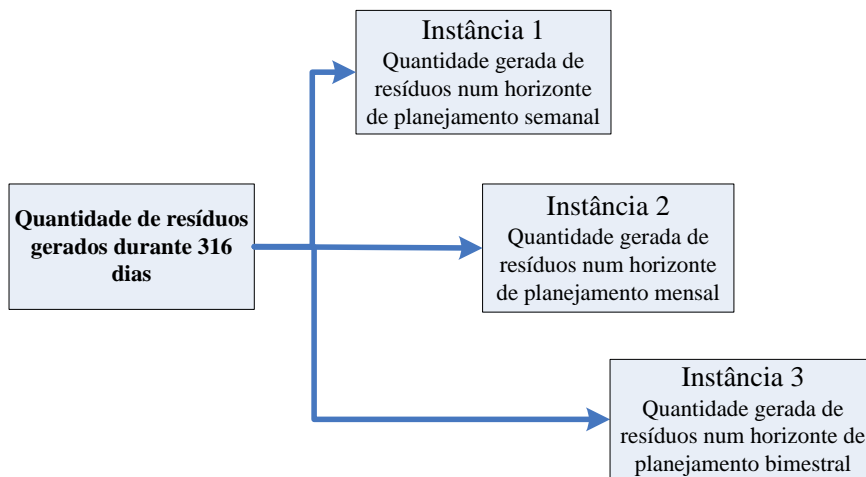 Instância 1
Quantidade gerada de
resíduos num horizonte
de planejamento semanal
Quantidade de resíduos
gerados durante 316
dias
Instância 2
Quantidade gerada de
resíduos num horizonte
de planejamento mensal
Instância 3
Quantidade gerada de
resíduos num horizonte de
planejamento bimestral